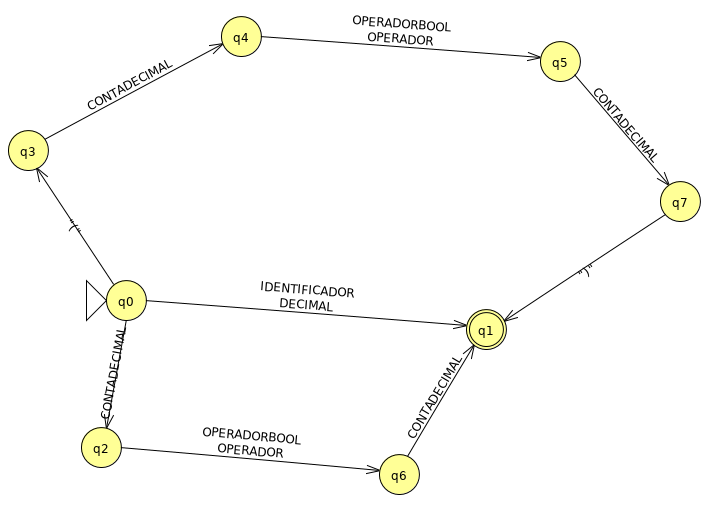 q4
OPERADORBOOL
OPERADOR
q5
CONTADECIMAL
CONTADECIMAL
q3
q7
"("
")"
q0
IDENTIFICADOR
DECIMAL
q1
CONTADECIMAL
CONTADECIMAL
q2
OPERADORBOOL
OPERADOR
q6